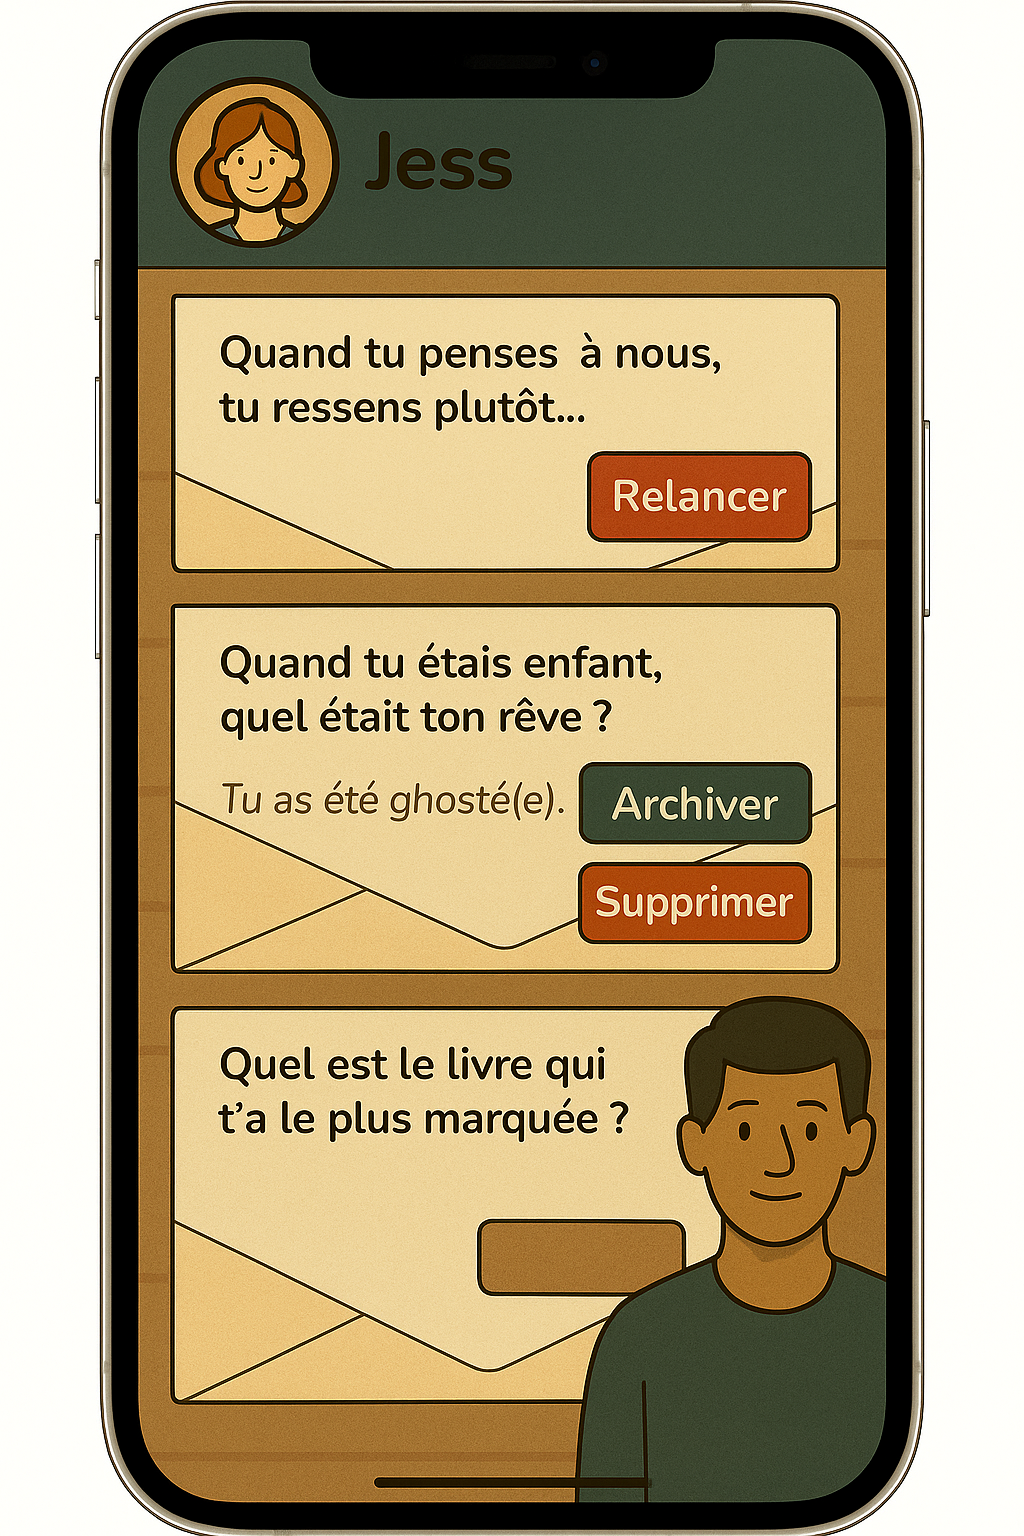 Jess
Quand tu penses à nous,
tu ressens plutôt...
Relancer
Quand tu étais enfant,
quel était ton rêve ?
Tu as été ghosté(e).
Archiver
Supprimer
Quel est le livre qui
t’a le plus marquée ?